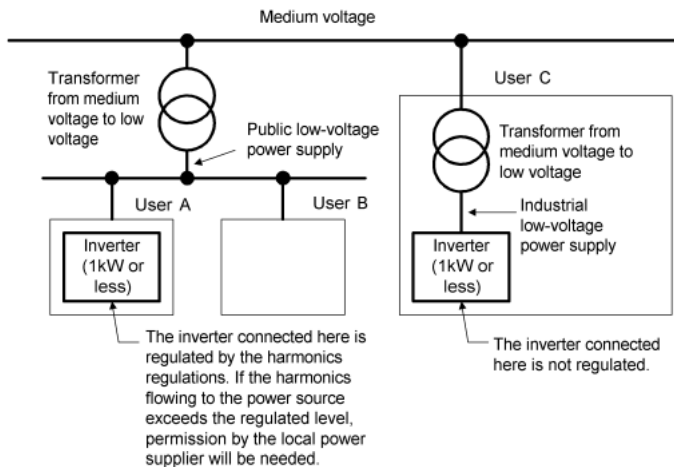 Medium voltage
Transformer
from medium
voltage to low
voltage
Public low-voltage
power supply
User A
User B
Inverter
(1kW or
less)
The inverter connected here is
regulated by the harmonics
regulations. If the harmonics
flowing to the power source
exceeds the regulated level,
permission by the local power
supplier will be needed.
User C
Transformer from
medium voltage to
low voltage
Industrial
low-voltage
power supply
Inverter
(1kW or
less)
The inverter connected
here is not regulated.